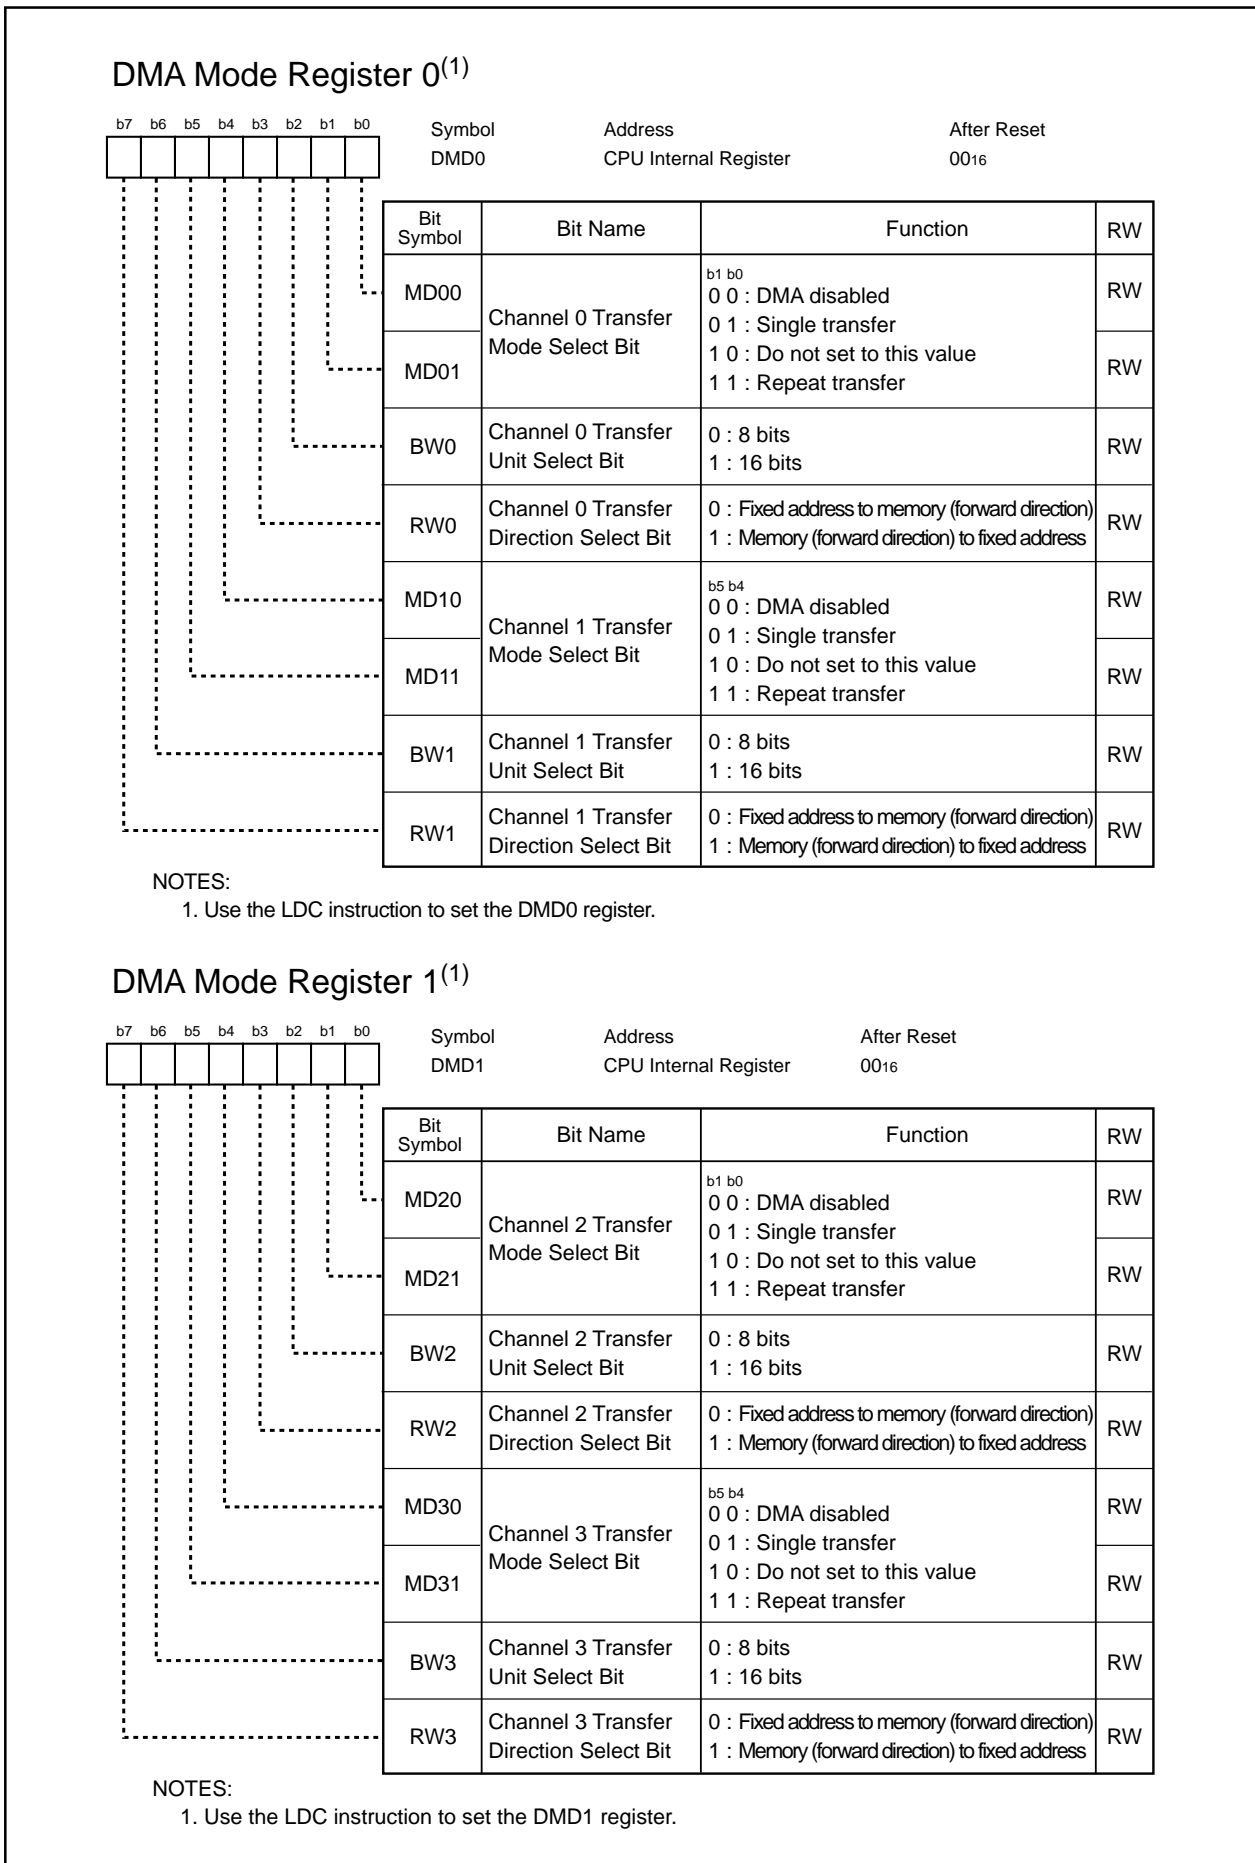 DMA Mode Register 0(1)
b7 b6 b5 b4 b3 b2 b1 b0
Symbol Address After Reset
DMD0 CPU Internal Register 0016
Bit Symbol Bit Name Function RW
MD00 RW
MD01 RW
Channel 0 Transfer
Mode Select Bit
b1 b0
0 0 : DMA disabled
0 1 : Single transfer
1 0 : Do not set to this value
1 1 : Repeat transfer
BW0 RW
Channel 0 Transfer
Unit Select Bit
0 : 8 bits
1 : 16 bits
RW0 RW
Channel 0 Transfer
Direction Select Bit
0 : Fixed address to memory (forward direction)
1 : Memory (forward direction) to fixed address
MD10 RW
MD11 RW
Channel 1 Transfer
Mode Select Bit
b5 b4
0 0 : DMA disabled
0 1 : Single transfer
1 0 : Do not set to this value
1 1 : Repeat transfer
BW1 RW
Channel 1 Transfer
Unit Select Bit
0 : 8 bits
1 : 16 bits
RW1 RW
Channel 1 Transfer
Direction Select Bit
0 : Fixed address to memory (forward direction)
1 : Memory (forward direction) to fixed address
NOTES:
1. Use the LDC instruction to set the DMD0 register.
DMA Mode Register 1(1)
b7 b6 b5 b4 b3 b2 b1 b0
Symbol Address After Reset
DMD1 CPU Internal Register 0016
Bit Symbol Bit Name Function RW
MD20 RW
MD21 RW
Channel 2 Transfer
Mode Select Bit
b1 b0
0 0 : DMA disabled
0 1 : Single transfer
1 0 : Do not set to this value
1 1 : Repeat transfer
BW2 RW
Channel 2 Transfer
Unit Select Bit
0 : 8 bits
1 : 16 bits
RW2 RW
Channel 2 Transfer
Direction Select Bit
0 : Fixed address to memory (forward direction)
1 : Memory (forward direction) to fixed address
MD30 RW
MD31 RW
Channel 3 Transfer
Mode Select Bit
b5 b4
0 0 : DMA disabled
0 1 : Single transfer
1 0 : Do not set to this value
1 1 : Repeat transfer
BW3 RW
Channel 3 Transfer
Unit Select Bit
0 : 8 bits
1 : 16 bits
RW3 RW
Channel 3 Transfer
Direction Select Bit
0 : Fixed address to memory (forward direction)
1 : Memory (forward direction) to fixed address
NOTES:
1. Use the LDC instruction to set the DMD1 register.